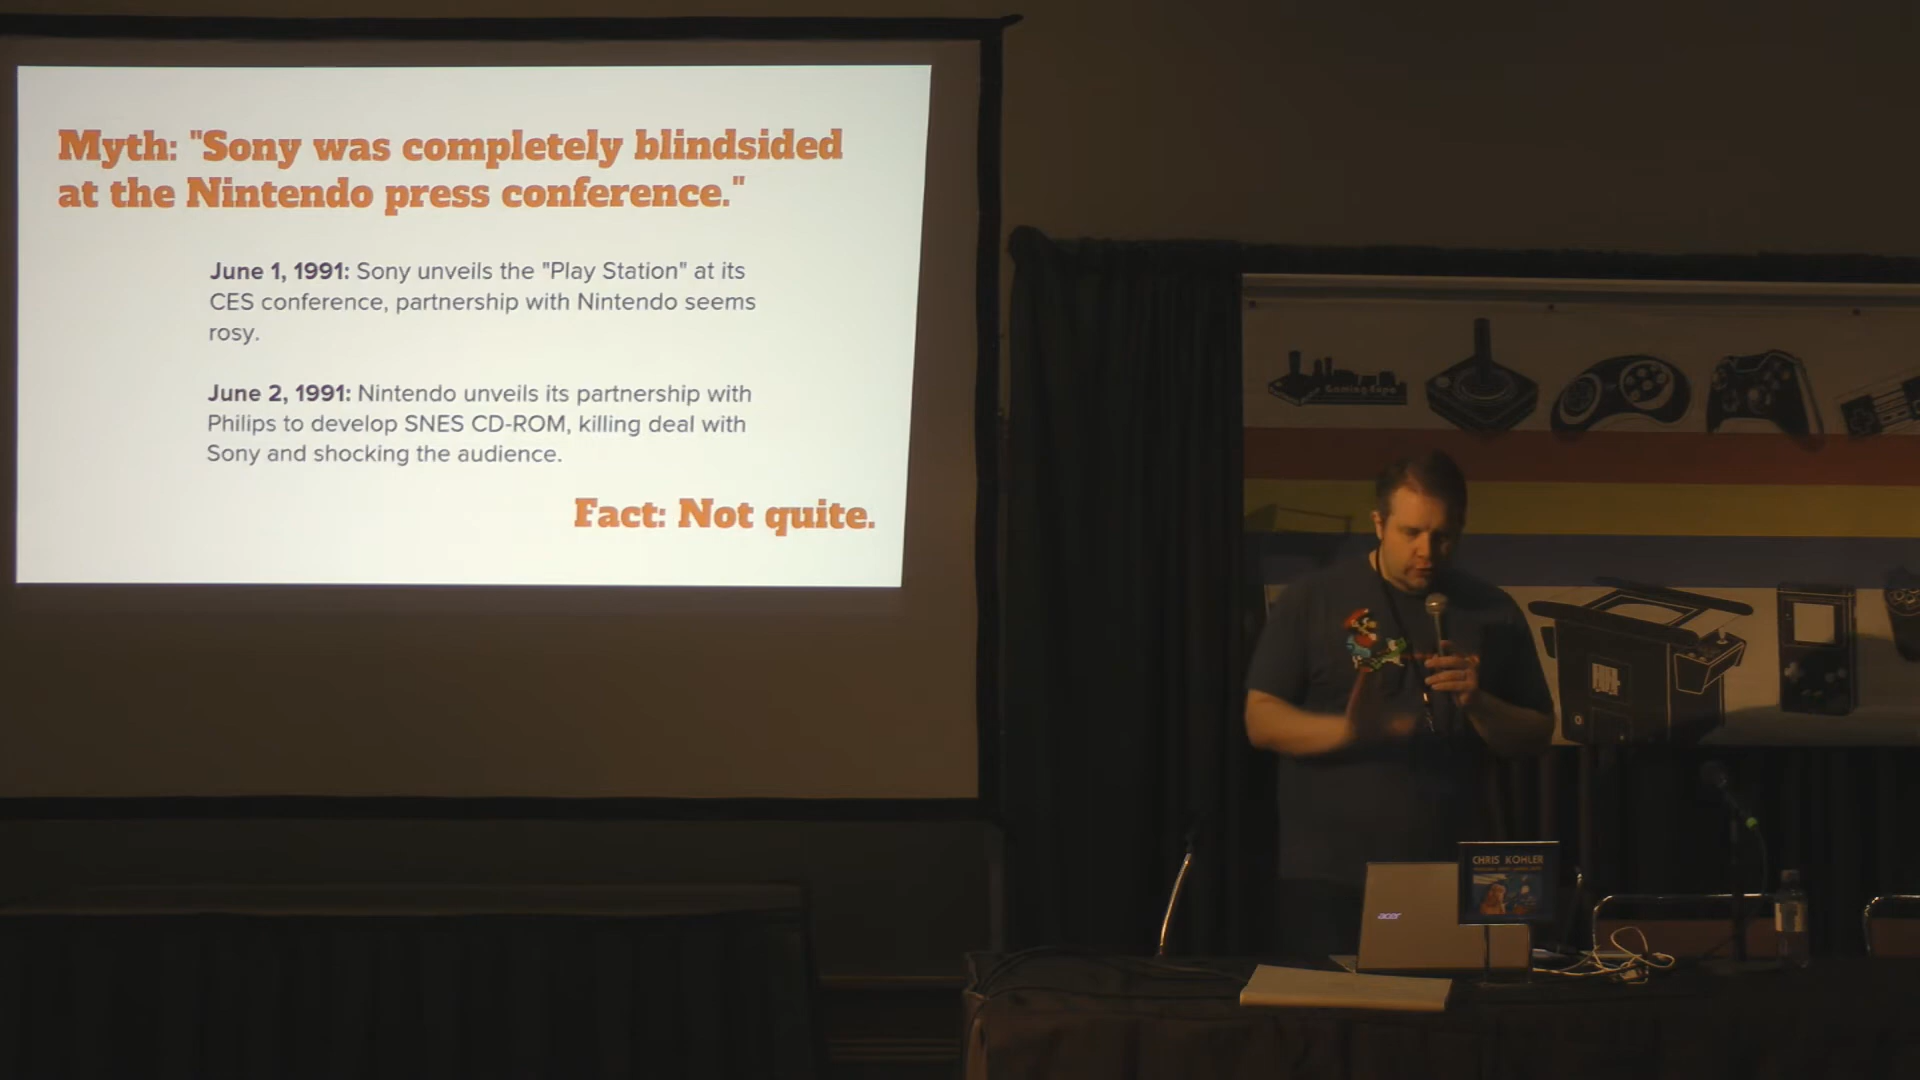 Myth: "Sony was completely blindsided
at the Nintendo press conference."
June 1, 1991: Sony unveils the "Play Station" at its
CES conference, partnership with Nintendo seems
rosy.
June 2, 1991: Nintendo unveils its partnership with
Philips to develop SNES CD-ROM, killing deal with
Sony and shocking the audience.
Fact: Not quite.
Gaming Expo
CHRIS KOHLER
acer